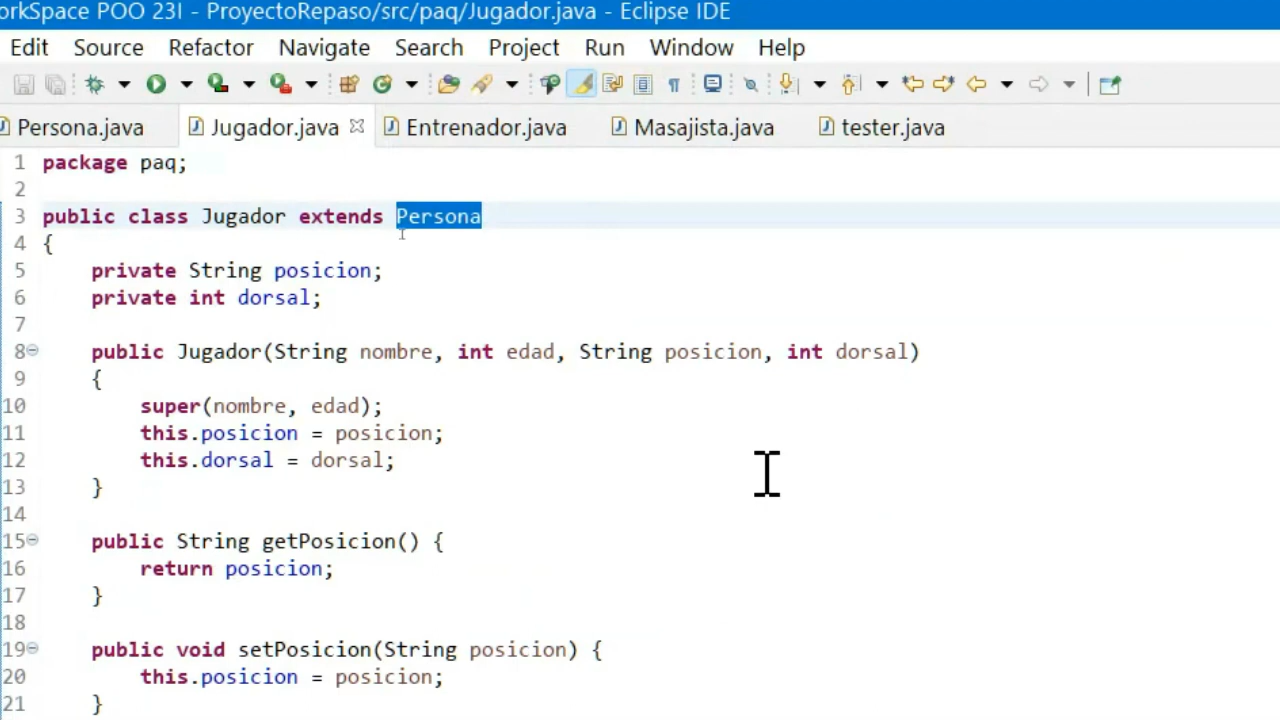 orkSpace POO 23I - ProyectoRepaso/src/paq/Jugador.java - Eclipse IDE
Edit Source Refactor Navigate Search Project Run Window Help
Persona.java Jugador.java Entrenador.java Masajista.java tester.java
1 package paq;
2
3 public class Jugador extends Persona
4 {
5 private String posicion;
6 private int dorsal;
7
8 public Jugador(String nombre, int edad, String posicion, int dorsal)
9 {
10 super(nombre, edad);
11 this.posicion = posicion;
12 this.dorsal = dorsal;
13 }
14
15 public String getPosicion() {
16 return posicion;
17 }
18
19 public void setPosicion(String posicion) {
20 this.posicion = posicion;
21 }